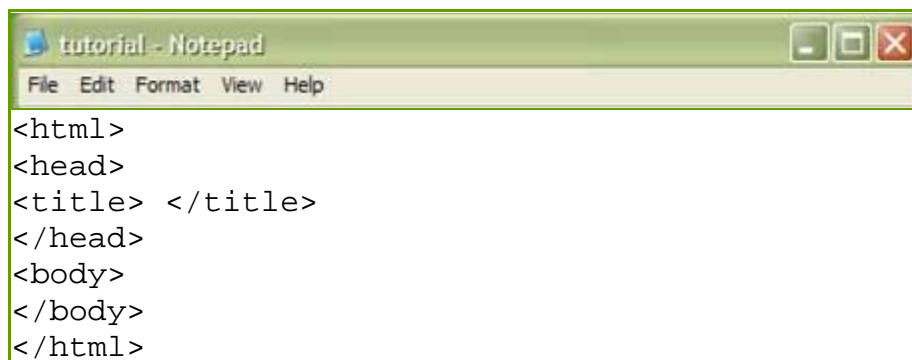 tutorial - Notepad
File Edit Format View Help
<html>
<head>
<title> </title>
</head>
<body>
</body>
</html>